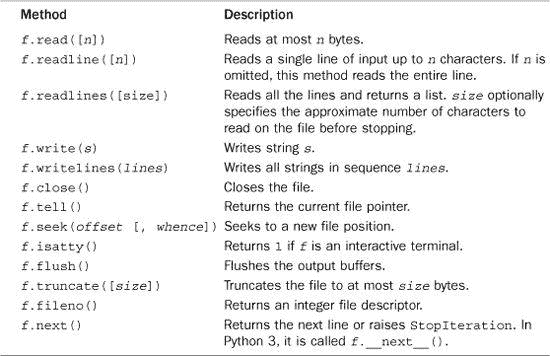 Method Description
f.read([n]) Reads at most n bytes.
f.readline([n]) Reads a single line of input up to n characters. If n is
omitted, this method reads the entire line.
f.readlines([size]) Reads all the lines and returns a list. size optionally
specifies the approximate number of characters to
read on the file before stopping.
f.write(s) Writes string s.
f.writelines(lines) Writes all strings in sequence lines.
f.close() Closes the file.
f.tell() Returns the current file pointer.
f.seek(offset [, whence]) Seeks to a new file position.
f.isatty() Returns 1 if f is an interactive terminal.
f.flush() Flushes the output buffers.
f.truncate([size]) Truncates the file to at most size bytes.
f.fileno() Returns an integer file descriptor.
f.next() Returns the next line or raises StopIteration. In
Python 3, it is called f.__next__().